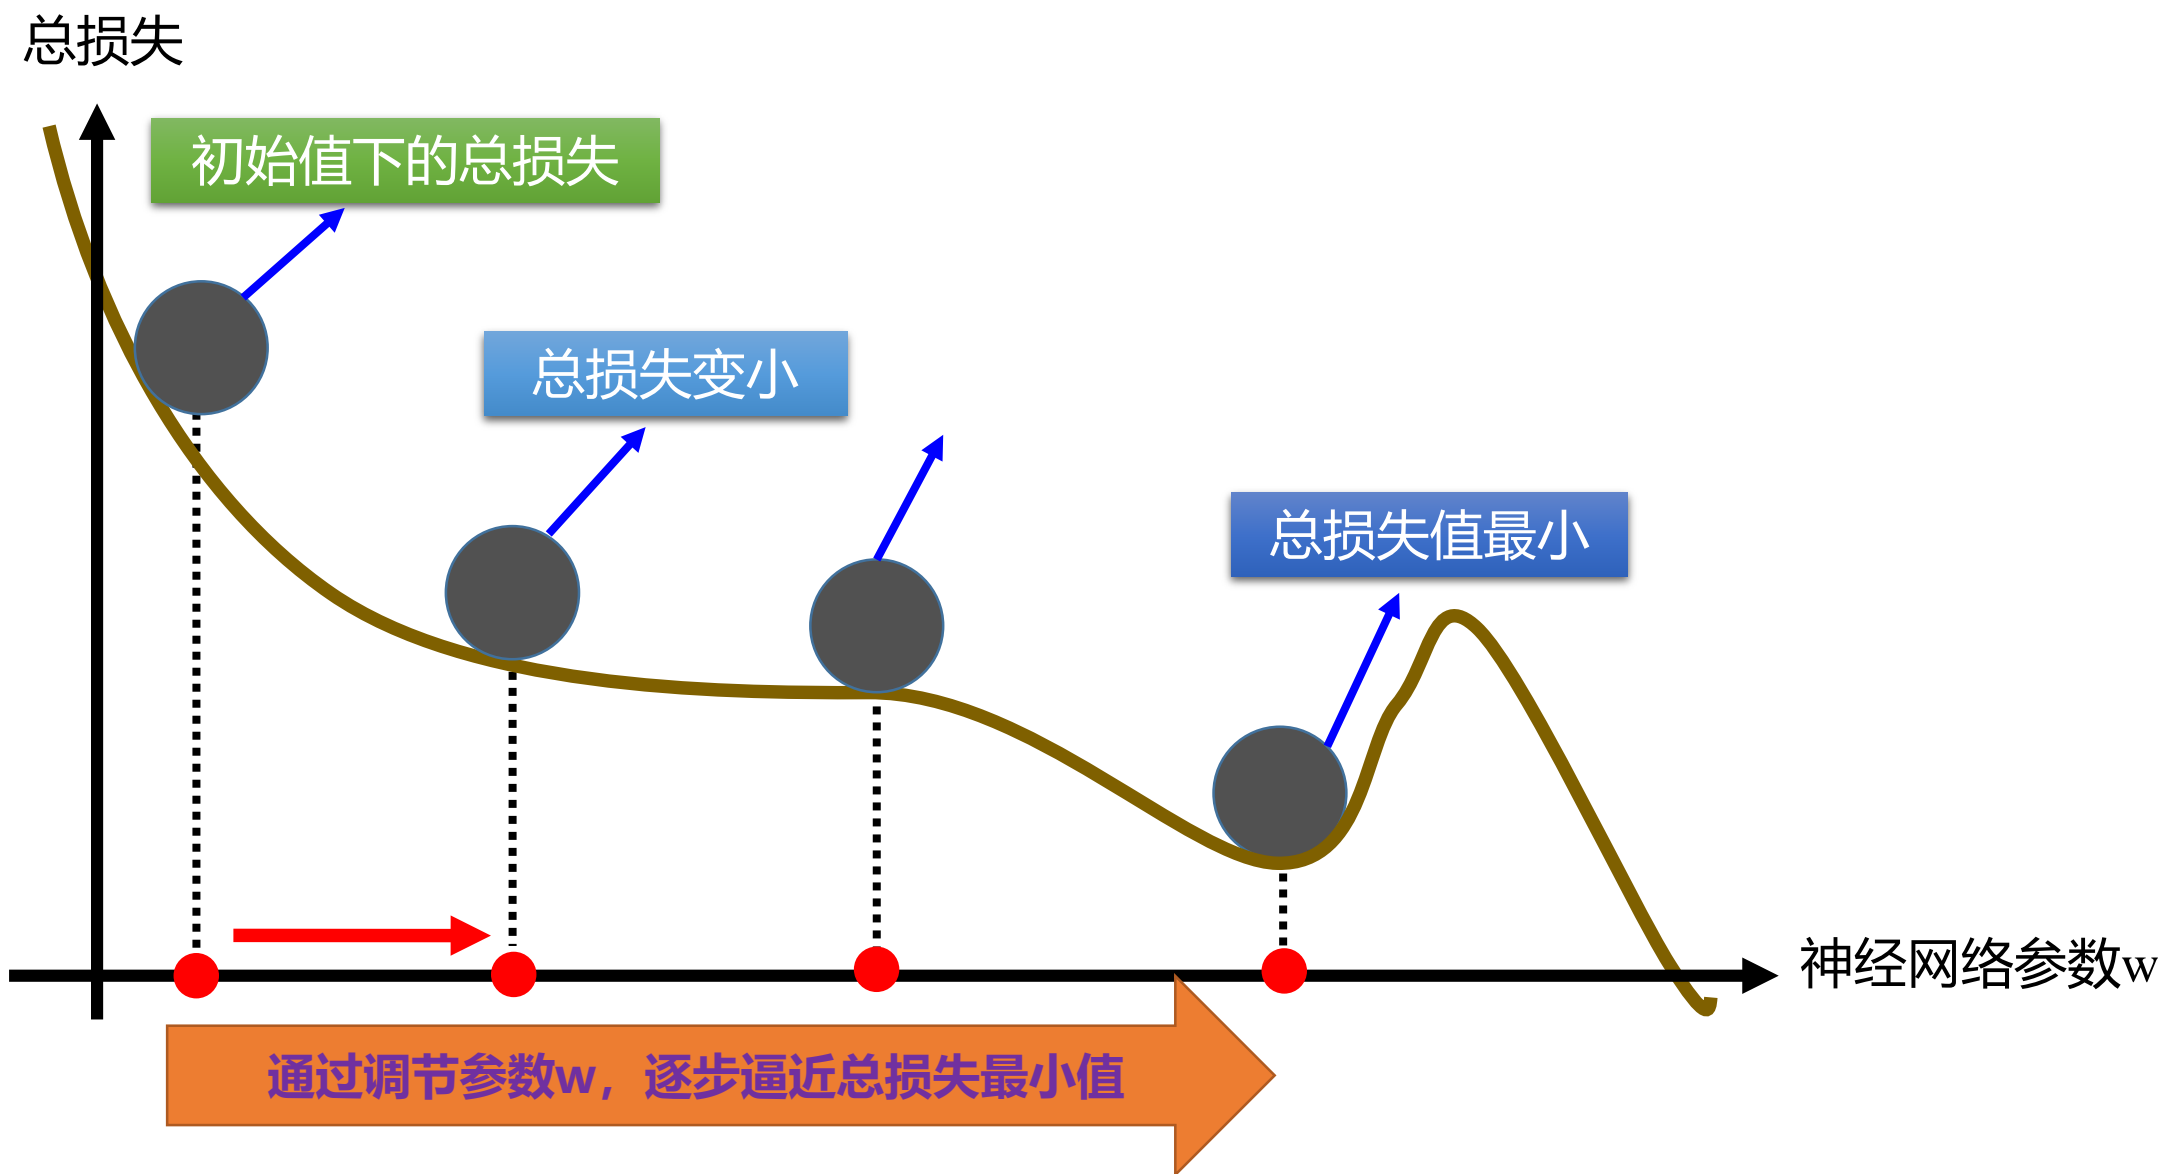 总损失
初始值下的总损失
总损失变小
总损失值最小
神经网络参数w
通过调节参数w，逐步逼近总损失最小值